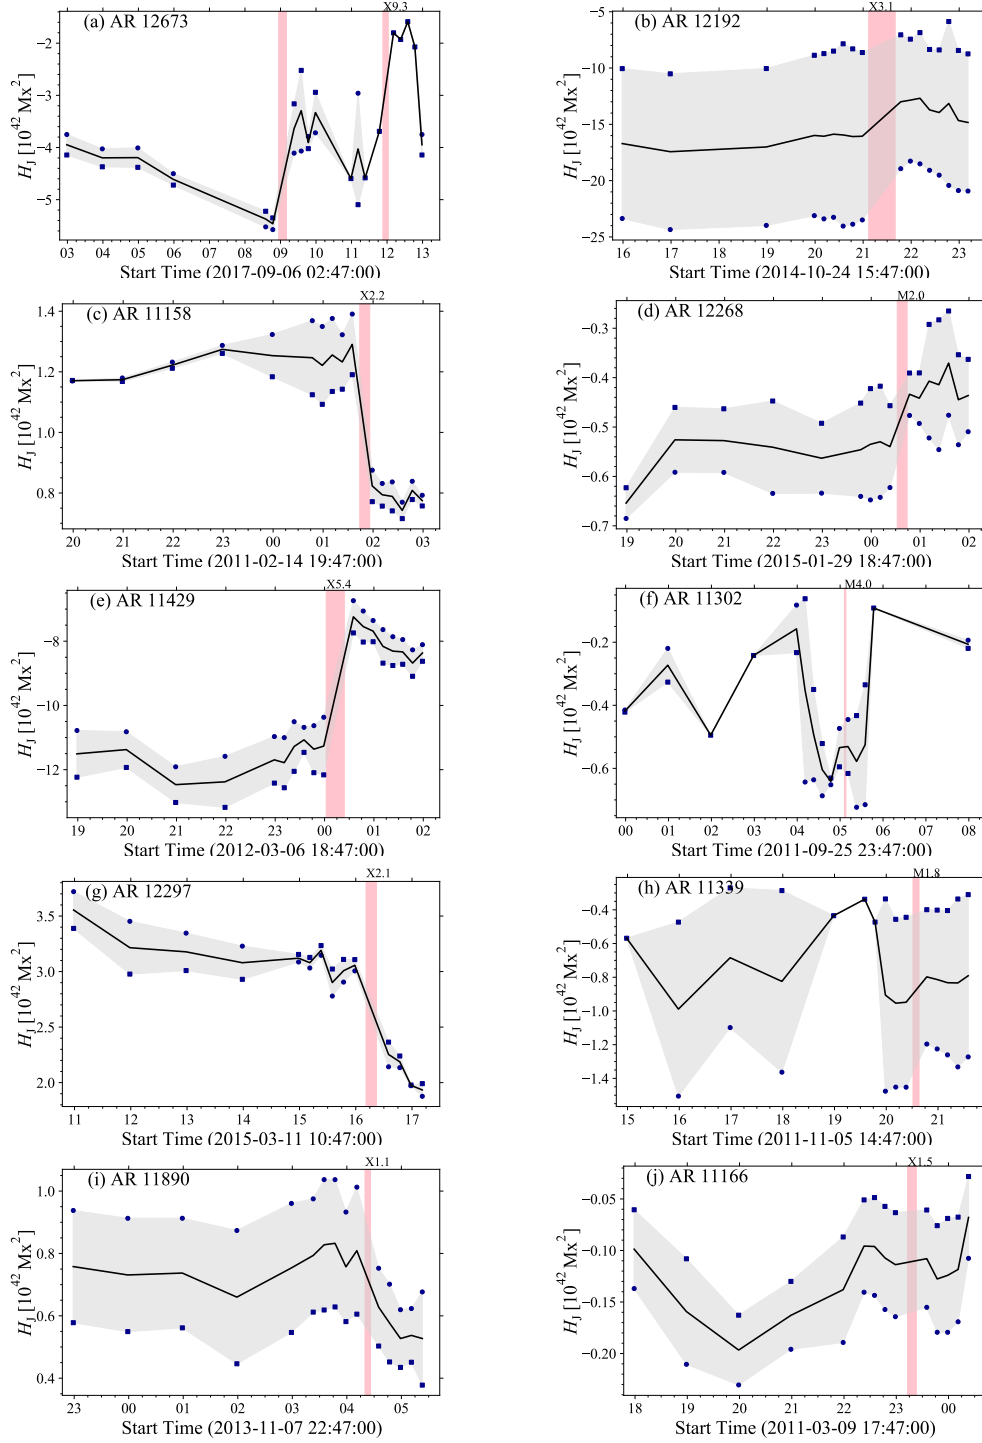 X9.3
(a) AR 12673
−2
−3
−4
−5
H_J [10^42 Mx^2]
03 04 05 06 07 08 09 10 11 12 13
Start Time (2017-09-06 02:47:00)
X3.1
(b) AR 12192
−5
−10
−15
−20
−25
H_J [10^42 Mx^2]
16 17 18 19 20 21 22 23
Start Time (2014-10-24 15:47:00)
X2.2
(c) AR 11158
1.4
1.2
1.0
0.8
H_J [10^42 Mx^2]
20 21 22 23 00 01 02 03
Start Time (2011-02-14 19:47:00)
M2.0
(d) AR 12268
−0.3
−0.4
−0.5
−0.6
−0.7
H_J [10^42 Mx^2]
19 20 21 22 23 00 01 02
Start Time (2015-01-29 18:47:00)
X5.4
(e) AR 11429
−8
−10
−12
H_J [10^42 Mx^2]
19 20 21 22 23 00 01 02
Start Time (2012-03-06 18:47:00)
M4.0
(f) AR 11302
−0.2
−0.4
−0.6
H_J [10^42 Mx^2]
00 01 02 03 04 05 06 07 08
Start Time (2011-09-25 23:47:00)
X2.1
(g) AR 12297
3.5
3.0
2.5
2.0
H_J [10^42 Mx^2]
11 12 13 14 15 16 17
Start Time (2015-03-11 10:47:00)
M1.8
(h) AR 11339
−0.4
−0.6
−0.8
−1.0
−1.2
−1.4
H_J [10^42 Mx^2]
15 16 17 18 19 20 21
Start Time (2011-11-05 14:47:00)
X1.1
(i) AR 11890
1.0
0.8
0.6
0.4
H_J [10^42 Mx^2]
23 00 01 02 03 04 05
Start Time (2013-11-07 22:47:00)
X1.5
(j) AR 11166
−0.05
−0.10
−0.15
−0.20
H_J [10^42 Mx^2]
18 19 20 21 22 23 00
Start Time (2011-03-09 17:47:00)